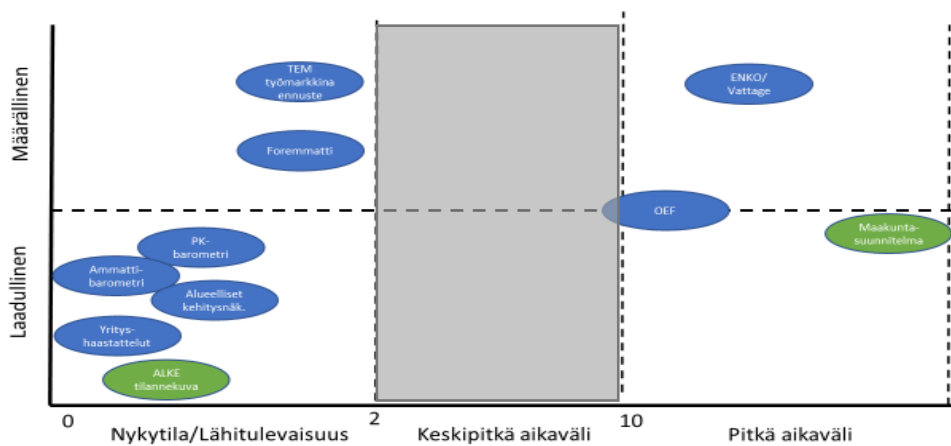 Määrällinen
Laadullinen
TEM
työmarkkina
ennuste
Foremmatti
ENKO/
Vattage
OEF
Maakunta-
suunnitelma
PK-
barometri
Ammatti-
barometri
Alueelliset
kehitysnäk.
Yritys-
haastattelut
ALKE
tilannekuva
0
2
10
Nykytila/Lähitulevaisuus
Keskipitkä aikaväli
Pitkä aikaväli